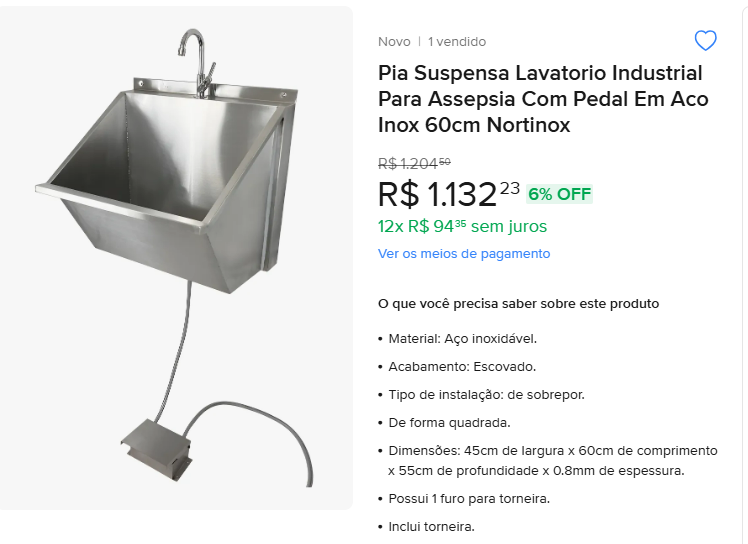 Novo | 1 vendido
Pia Suspensa Lavatorio Industrial
Para Assepsia Com Pedal Em Aco
Inox 60cm Nortinox
R$ 1.204 50
R$ 1.132 23 6% OFF
12x R$ 94 35 sem juros
Ver os meios de pagamento
O que você precisa saber sobre este produto
• Material: Aço inoxidável.
• Acabamento: Escovado.
• Tipo de instalação: de sobrepor.
• De forma quadrada.
• Dimensões: 45cm de largura x 60cm de comprimento
x 55cm de profundidade x 0.8mm de espessura.
• Possui 1 furo para torneira.
• Inclui torneira.